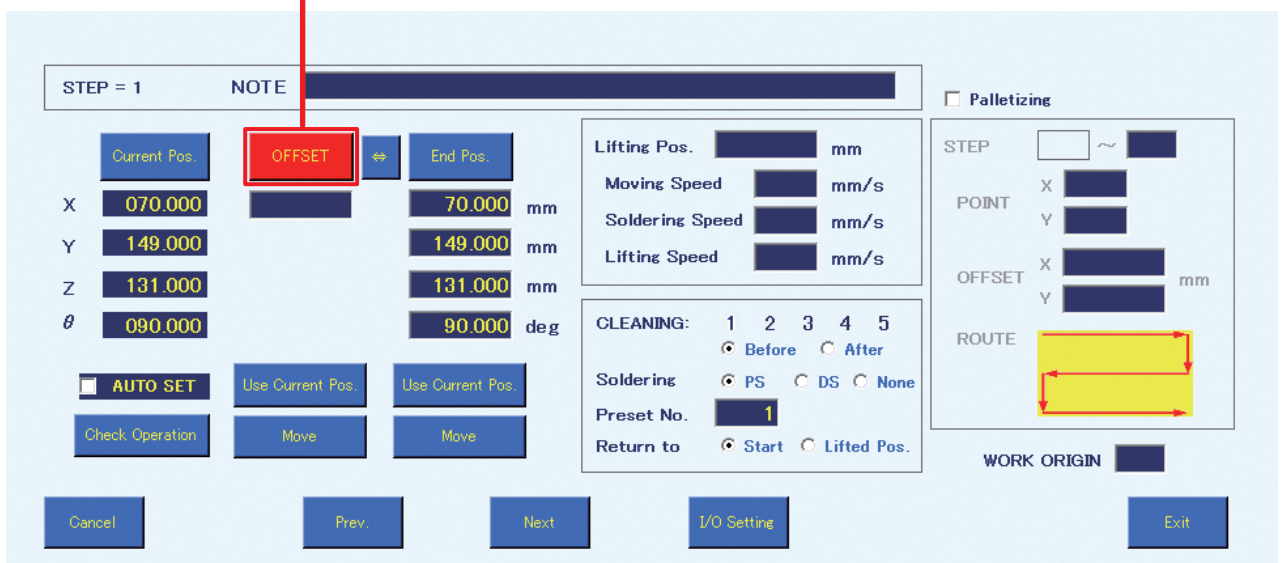 STEP = 1 NOTE
Palletizing
Current Pos. OFFSET ⇔ End Pos.
X 070.000 70.000 mm
Y 149.000 149.000 mm
Z 131.000 131.000 mm
θ 090.000 90.000 deg
AUTO SET Use Current Pos. Use Current Pos.
Check Operation Move Move
Lifting Pos. mm
Moving Speed mm/s
Soldering Speed mm/s
Lifting Speed mm/s
CLEANING: 1 2 3 4 5
Before After
Soldering PS DS None
Preset No. 1
Return to Start Lifted Pos.
STEP ~
POINT X
Y
OFFSET X
Y mm
ROUTE
WORK ORIGIN
Cancel Prev. Next I/O Setting Exit